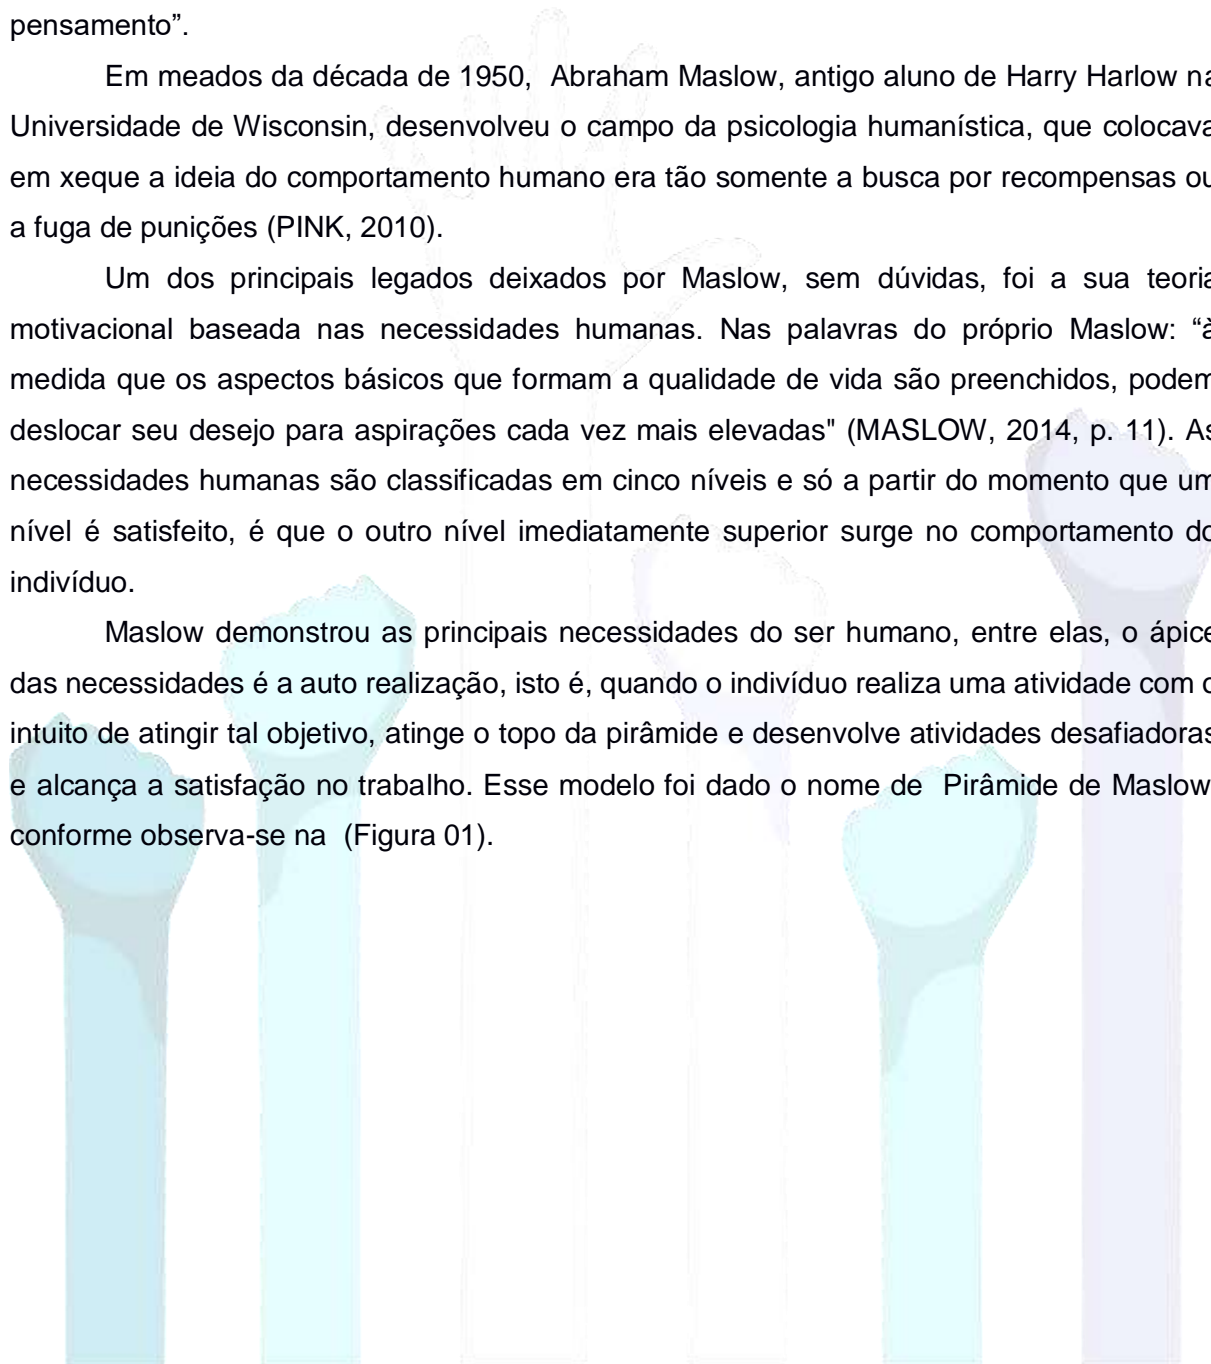 pensamento”.
Em meados da década de 1950, Abraham Maslow, antigo aluno de Harry Harlow na
Universidade de Wisconsin, desenvolveu o campo da psicologia humanística, que colocava
em xeque a ideia do comportamento humano era tão somente a busca por recompensas ou
a fuga de punições (PINK, 2010).
Um dos principais legados deixados por Maslow, sem dúvidas, foi a sua teoria
motivacional baseada nas necessidades humanas. Nas palavras do próprio Maslow: “à
medida que os aspectos básicos que formam a qualidade de vida são preenchidos, podem
deslocar seu desejo para aspirações cada vez mais elevadas" (MASLOW, 2014, p. 11). As
necessidades humanas são classificadas em cinco níveis e só a partir do momento que um
nível é satisfeito, é que o outro nível imediatamente superior surge no comportamento do
indivíduo.
Maslow demonstrou as principais necessidades do ser humano, entre elas, o ápice
das necessidades é a auto realização, isto é, quando o indivíduo realiza uma atividade com o
intuito de atingir tal objetivo, atinge o topo da pirâmide e desenvolve atividades desafiadoras
e alcança a satisfação no trabalho. Esse modelo foi dado o nome de Pirâmide de Maslow
conforme observa-se na (Figura 01).